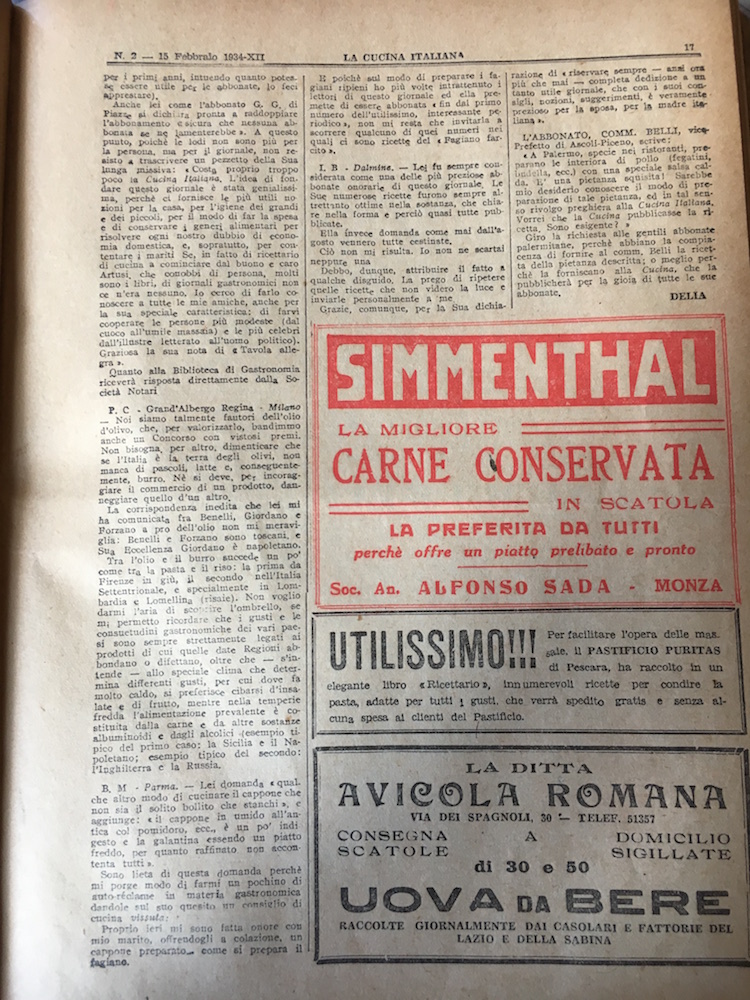 N. 2 — 15 Febbraio 1934-XII
LA CUCINA ITALIANA
17
per i primi anni, intuendo quanto potes-
se essere utile per le abbonate, lo feci
apprezzare).
Anche lei come l'abbonato G. G. di
Piazze si dichiara pronta a raddoppiare
l'abbonamento e sicura che nessuna ab-
bonata se ne lamenterebbe ». A questo
punto, poichè le lodi non sono più per
la persona, ma per il giornale, non re-
sisto a trascrivere un pezzetto della Sua
lunga missiva: « Costa proprio troppo
poco la Cucina Italiana. L'idea di fon-
dare questo giornale è stata genialissi-
ma, perchè ci fornisce le più utili no-
zioni per la casa, per l'igiene dei grandi
e dei piccoli, per il modo di far la spesa
e di conservare i generi alimentari per
risolvere ogni nostro dubbio di econo-
mia domestica, e, sopratutto, per con-
tentare i mariti Se, in fatto di ricettario
di cucina a cominciare dal buono e caro
Artusi, che conobbi di persona, molti
sono i libri, di giornali gastronomici non
ce n'era nessuno. Io cerco di farlo co-
noscere a tutte le mie amiche, anche per
la sua speciale caratteristica: di farvi
cooperare le persone più modeste (dal
cuoco all'umile massaia) e le più celebri
dall'illustre letterato all'uomo politico).
Graziosa la sua nota di « Tavola alle-
gra ».
Quanto alla Biblioteca di Gastronomia
riceverà risposta direttamente dalla So-
cietà Notari
P. C - Grand'Albergo Regina - Milano
— Noi siamo talmente fautori dell'olio
d'olivo, che, per valorizzarlo, bandimmo
anche un Concorso con vistosi premi.
Non bisogna, per altro, dimenticare che
se l'Italia è la terra degli olivi, non
manca di pascoli, latte e, conseguente-
mente, burro. Nè si deve, per incorag-
giare il commercio di un prodotto, dan-
neggiare quello d'un altro.
La corrispondenza inedita che lei mi
ha comunicata fra Benelli, Giordano e
Forzano a pro dell'olio non mi meravi-
glia: Benelli e Forzano sono toscani, e
Sua Eccellenza Giordano è napoletano.
Tra l'olio e il burro succede un po'
come tra la pasta e il riso: la prima da
Firenze in giù, il secondo nell'Italia
Settentrionale, e specialmente in Lom-
bardia e Lomellina (risaie). Non voglio
darmi l'aria di scoprire l'ombrello, se
mi permetto ricordare che i gusti e le
consuetudini gastronomiche dei vari pae-
si sono sempre strettamente legati ai
prodotti di cui quelle date Regioni ab-
bondano o difettano, oltre che — s'in-
tende — allo speciale clima che deter-
mina differenti gusti, per cui dove fa
molto caldo, si preferisce cibarsi d'insa-
late e di frutto, mentre nella temperie
fredda l'alimentazione prevalente è co-
stituita dalla carne e da altre sostanze
albuminoidi e dagli alcolici (esempio ti-
pico del primo caso: la Sicilia e il Na-
poletano; esempio tipico del secondo:
l'Inghilterra e la Russia.
B. M - Parma. — Lei domanda « qual-
che altro modo di cucinare il cappone che
non sia il solito bollito che stanchi », e
aggiunge: « il cappone in umido all'an-
tica col pomidoro, ecc., è un po' indi
gesto e la galantina essendo un piatto
freddo, per quanto raffinato non accon-
tenta tutti ».
Sono lieta di questa domanda perchè
mi porge modo di farmi un pochino di
auto-réclame in materia gastronomica
dandole sul suo quesito un consiglio di
cucina vissuta:
Proprio ieri mi sono fatta onore con
mio marito, offrendogli a colazione, un
cappone preparato... come si prepara il
fagiano.
E poichè sul modo di preparare i fa-
giani ripieni ho più volte intrattenuto i
lettori di questo giornale ed ella pre-
mette di essere abbonata « fin dal primo
numero dell'utilissimo, interessante pe-
riodico », non mi resta che invitarla a
scorrere qualcuno di quei numeri nei
quali ci sono ricette del « Fagiano far-
cito ».
I. B - Dalmine. — Lei fu sempre con-
siderata come una delle più preziose ab-
bonate onorarie di questo giornale. Le
Sue numerose ricette furono sempre al-
trettanto ottime nella sostanza, che chia-
re nella forma e perciò quasi tutte pub-
blicate.
Ella invece domanda come mai dall'a-
gosto vennero tutte cestinate.
Ciò non mi risulta. Io non ne scartai
neppure una.
Debbo, dunque, attribuire il fatto a
qualche disguido. La prego di ripetere
quelle ricette che non videro la luce e
inviarle personalmente a me
Grazie, comunque, per la Sua dichia-
razione di « riservare sempre — anzi ora
più che mai — completa dedizione a un
tanto utile giornale, che con i suoi con-
sigli, nozioni, suggerimenti, è veramente
prezioso per la sposa, per la madre ita-
liana ».
L'ABBONATO, COMM. BELLI, vice-
Prefetto di Ascoli-Piceno, scrive:
« A Palermo, specie nei ristoranti, pre-
parano le interiora di pollo (fegatini,
ecc.) con una speciale salsa cal-
da. E' una pietanza squisita! Sarebbe
mio desiderio conoscere il modo di pre-
parazione di tale pietanza, ed in tal sen-
so rivolgo preghiera alla Cucina Italiana.
Vorrei che la Cucina pubblicasse la ri-
cetta. Sono esigente? »
Giro la richiesta alle gentili abbonate
palermitane, perchè abbiano la compia-
cenza di fornire al comm. Belli la ricet-
ta della pietanza descritta; o meglio per-
chè la forniscano alla Cucina, che la
pubblicherà per la gioia di tutte le sue
abbonate.
DELIA
SIMMENTHAL
LA MIGLIORE
CARNE CONSERVATA
IN SCATOLA
LA PREFERITA DA TUTTI
perchè offre un piatto prelibato e pronto
Soc. An. ALFONSO SADA - MONZA
UTILISSIMO!!!
Per facilitare l'opera delle mas-
saie, il PASTIFICIO PURITAS
di Pescara, ha raccolto in un
elegante libro « Ricettario », innumerevoli ricette per condire la
pasta, adatte per tutti i gusti, che verrà spedito gratis e senza al-
cuna spesa ai clienti del Pastificio.
LA DITTA
AVICOLA ROMANA
VIA DEI SPAGNOLI, 30 — TELEF. 51357
CONSEGNA A DOMICILIO
SCATOLE SIGILLATE
di 30 e 50
UOVA DA BERE
RACCOLTE GIORNALMENTE DAI CASOLARI E FATTORIE DEL
LAZIO E DELLA SABINA